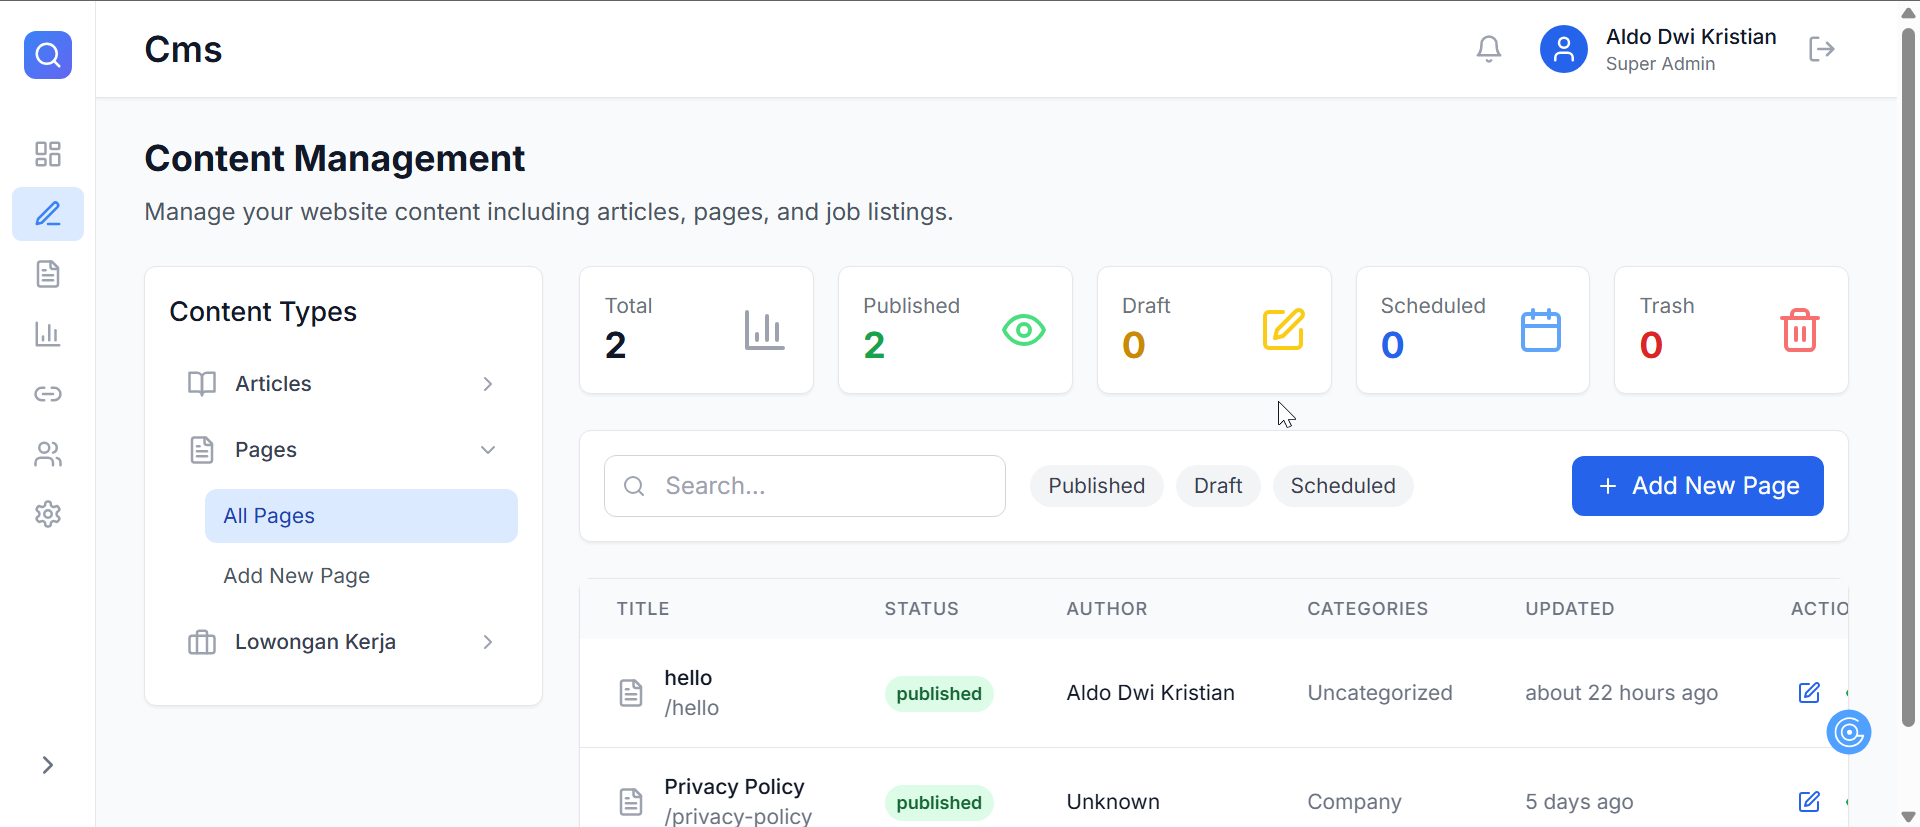 Cms
Aldo Dwi Kristian
Super Admin
Content Management
Manage your website content including articles, pages, and job listings.
Content Types
Articles
Pages
All Pages
Add New Page
Lowongan Kerja
Total
2
Published
2
Draft
0
Scheduled
0
Trash
0
Search...
Published Draft Scheduled
+ Add New Page
TITLE STATUS AUTHOR CATEGORIES UPDATED ACTIO
hello
/hello
published Aldo Dwi Kristian Uncategorized about 22 hours ago
Privacy Policy
/privacy-policy
published Unknown Company 5 days ago